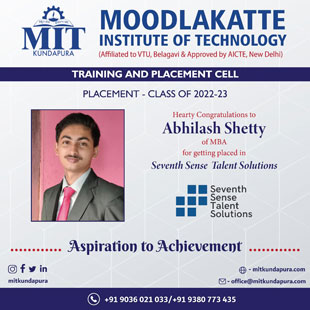 MIT
KUNDAPURA
MOODLAKATTE
INSTITUTE OF TECHNOLOGY
(Affiliated to VTU, Belagavi & Approved by AICTE, New Delhi)
TRAINING AND PLACEMENT CELL
PLACEMENT - CLASS OF 2022-23
Hearty Congratulations to
Abhilash Shetty
of MBA
for getting placed in
Seventh Sense Talent Solutions
Seventh
Sense
Talent
Solutions
Aspiration to Achievement
mitkundapura
- mitkundapura.com
- office@mitkundapura.com
+91 9036 021 033/+91 9380 773 435